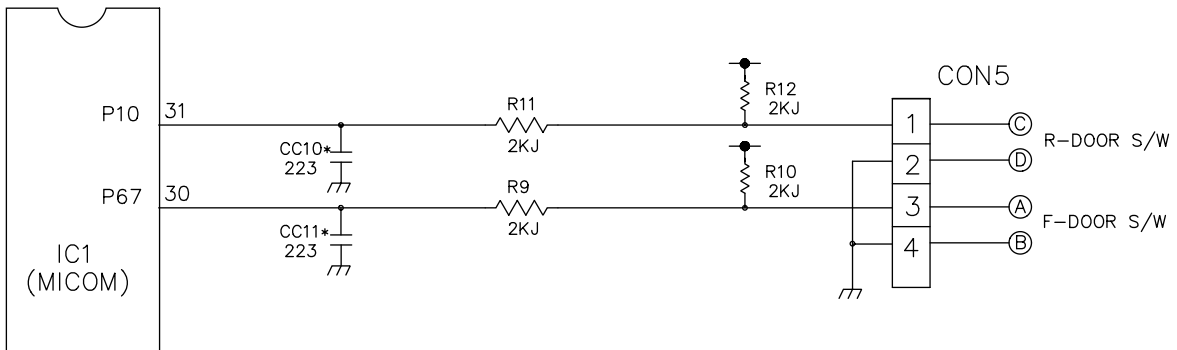 CON5
R12
2KJ
P10 31
R11
2KJ
1 C
R-DOOR S/W
CC10*
223
2 D
R10
2KJ
P67 30
R9
2KJ
3 A
F-DOOR S/W
CC11*
223
4 B
IC1
(MICOM)